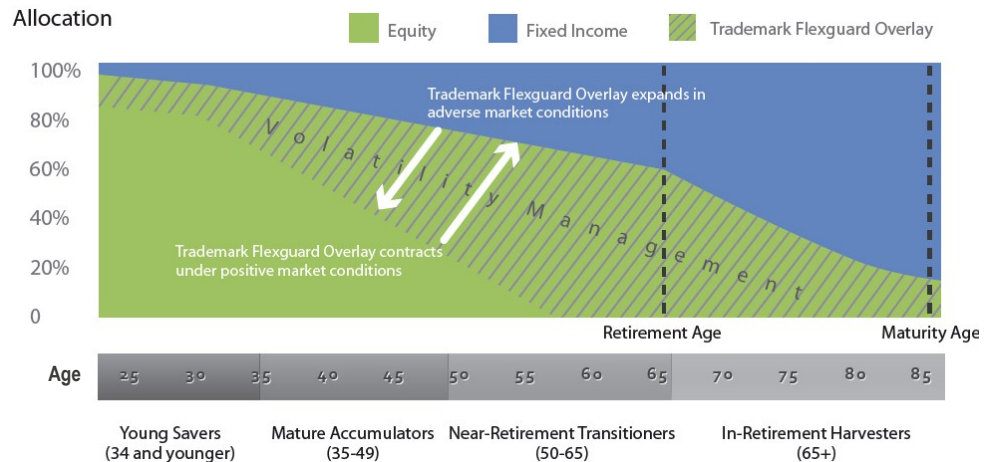 Allocation
Equity
Fixed Income
Trademark Flexguard Overlay
100%
80%
60%
40%
20%
0
Trademark Flexguard Overlay expands in
adverse market conditions
Volatility Management
Trademark Flexguard Overlay contracts
under positive market conditions
Retirement Age
Maturity Age
Age
25 30 35 40 45 50 55 60 65 70 75 80 85
Young Savers
(34 and younger)
Mature Accumulators
(35-49)
Near-Retirement Transitioners
(50-65)
In-Retirement Harvesters
(65+)